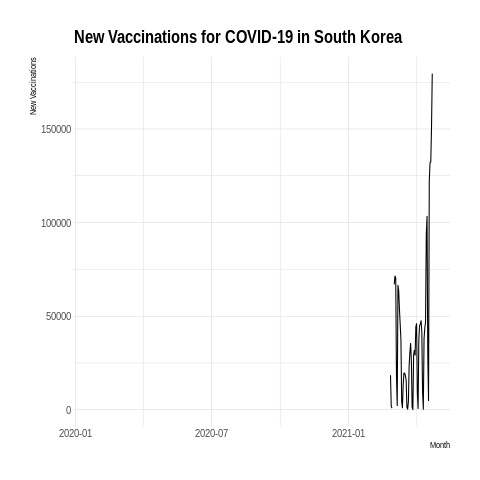 New Vaccinations for COVID-19 in South Korea
New Vaccinations
150000
100000
50000
0
2020-01
2020-07
2021-01
Month